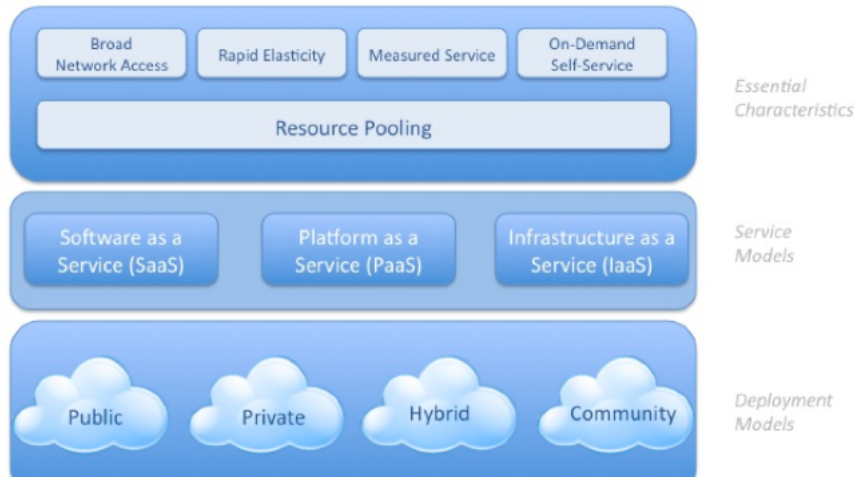 Broad
Network Access
Rapid Elasticity
Measured Service
On-Demand
Self-Service
Resource Pooling
Essential
Characteristics
Software as a
Service (SaaS)
Platform as a
Service (PaaS)
Infrastructure as a
Service (IaaS)
Service
Models
Public
Private
Hybrid
Community
Deployment
Models